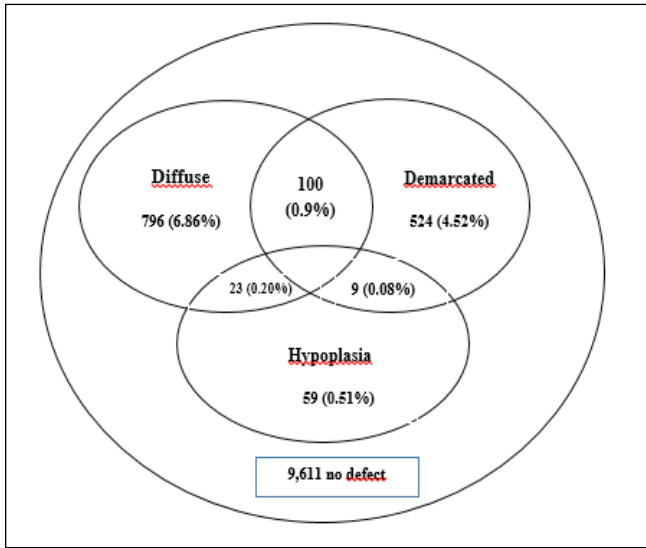 Diffuse
796 (6.86%)
100
(0.9%)
Demarcated
524 (4.52%)
23 (0.20%)
9 (0.08%)
Hypoplasia
59 (0.51%)
9,611 no defect